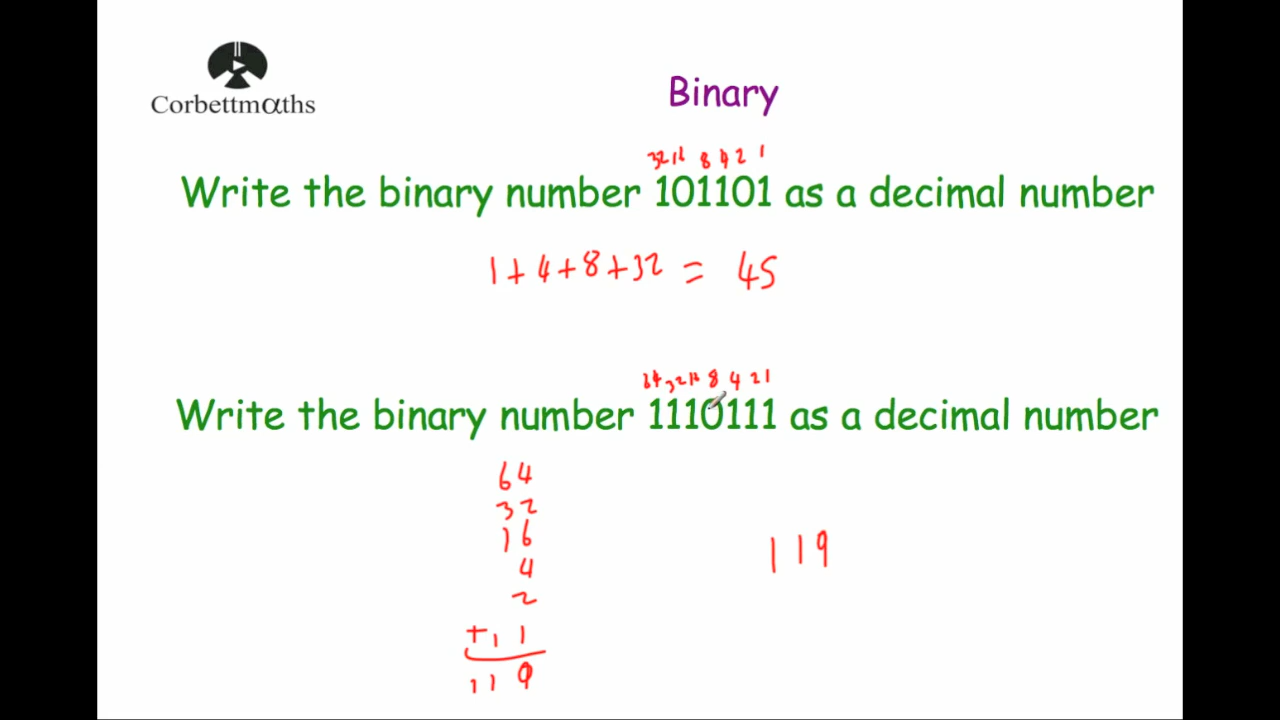 Corbettmαths
Binary
32 16 8 4 2 1
Write the binary number 101101 as a decimal number
1 + 4 + 8 + 32 = 45
64 32 16 8 4 2 1
Write the binary number 1110111 as a decimal number
64
32
16
4
2
+ 1 1
119
119